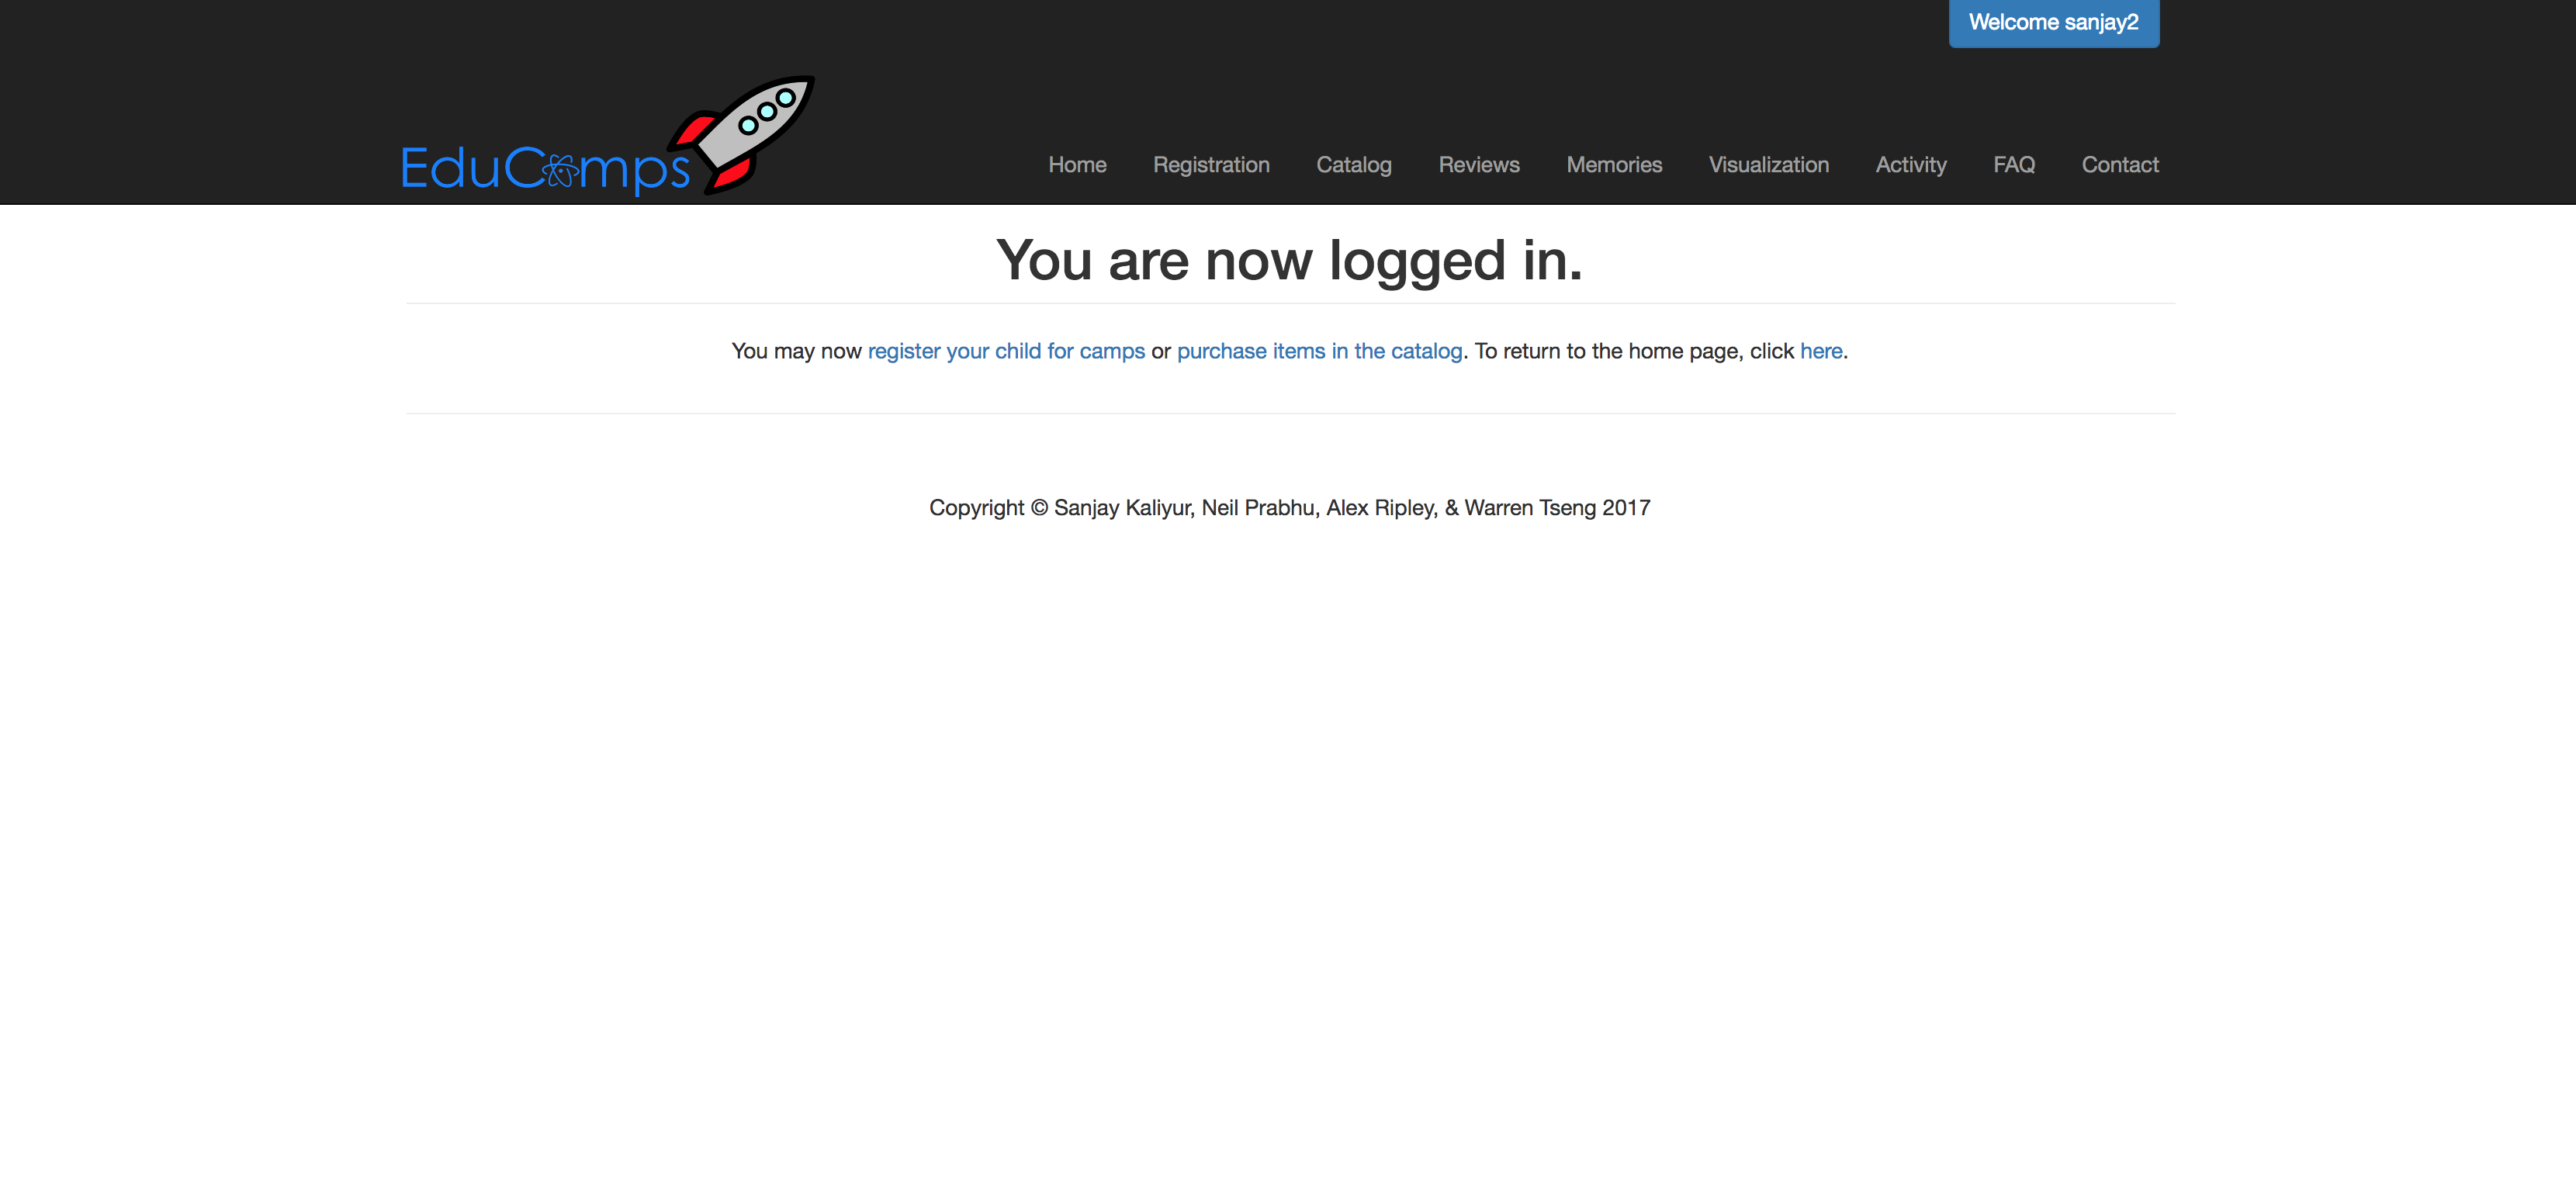 Welcome sanjay2
EduCamps
Home Registration Catalog Reviews Memories Visualization Activity FAQ Contact
You are now logged in.
You may now register your child for camps or purchase items in the catalog. To return to the home page, click here.
Copyright © Sanjay Kaliyur, Neil Prabhu, Alex Ripley, & Warren Tseng 2017